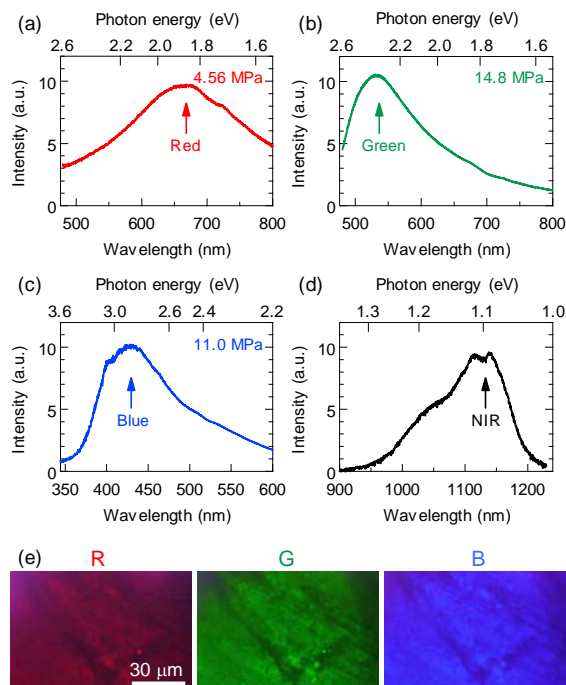 (a) Photon energy (eV)
2.6 2.2 2.0 1.8 1.6
10
5
0
Intensity (a.u.)
4.56 MPa
Red
500 600 700 800
Wavelength (nm)
(b) Photon energy (eV)
2.6 2.2 2.0 1.8 1.6
10
5
0
Intensity (a.u.)
14.8 MPa
Green
500 600 700 800
Wavelength (nm)
(c) Photon energy (eV)
3.6 3.0 2.6 2.4 2.2
10
5
0
Intensity (a.u.)
11.0 MPa
Blue
345 400 450 500 550 600
Wavelength (nm)
(d) Photon energy (eV)
1.3 1.2 1.1 1.0
10
5
0
Intensity (a.u.)
NIR
900 1000 1100 1200
Wavelength (nm)
(e) R G B
30 μm